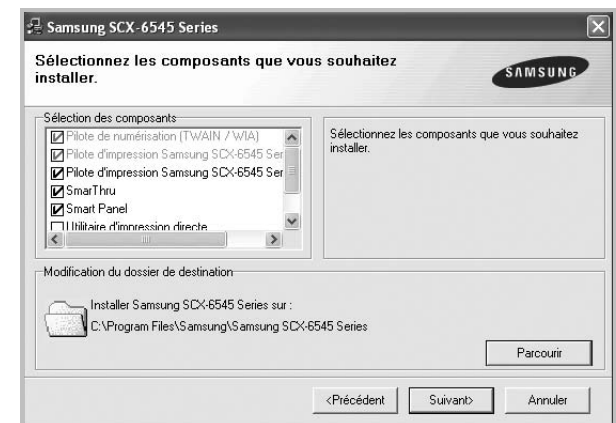 Samsung SCX-6545 Series
Sélectionnez les composants que vous souhaitez
installer.
SAMSUNG
Sélection des composants
Pilote de numérisation (TWAIN / WIA)
Pilote d'impression Samsung SCX-6545 Ser
Pilote d'impression Samsung SCX-6545 Ser
SmarThru
Smart Panel
Utilitaire d'impression directe
Sélectionnez les composants que vous souhaitez
installer.
Modification du dossier de destination
Installer Samsung SCX-6545 Series sur :
C:\Program Files\Samsung\Samsung SCX-6545 Series
Parcourir
<Précédent
Suivant>
Annuler